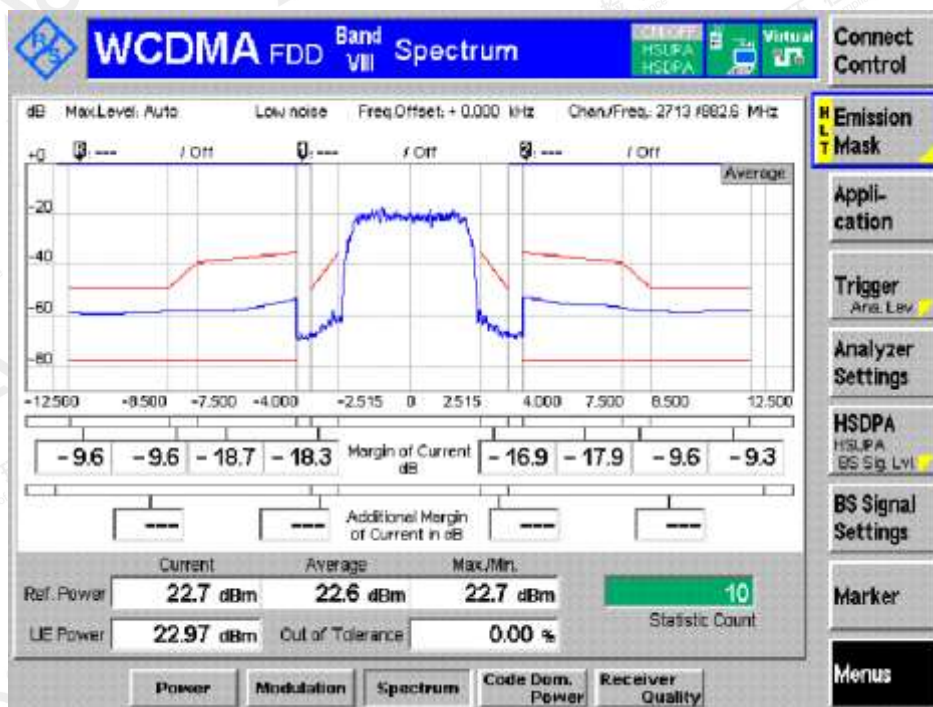 WCDMA FDD Band VIII Spectrum
HSUPA
HSDPA
Virtual
Connect Control
dB Max.Level: Auto Low noise Freq.Offset: + 0.000 kHz Chan./Freq.: 2713 /882.6 MHz
HLT Emission Mask
+0 --- / Off --- / Off --- / Off
Average
Appli-cation
-20
-40
Trigger
Ana. Lev.
-60
-80
Analyzer Settings
-12.500 -8.500 -7.500 -4.000 -2.515 0 2.515 4.000 7.500 8.500 12.500
HSDPA
HSUPA
BS Sig. Lvl.
- 9.6 - 9.6 - 18.7 - 18.3 Margin of Current dB - 16.9 - 17.9 - 9.6 - 9.3
BS Signal Settings
--- --- Additional Margin of Current in dB --- ---
Current Average Max./Min.
Ref. Power 22.7 dBm 22.6 dBm 22.7 dBm 10
Statistic Count
Marker
UE Power 22.97 dBm Out of Tolerance 0.00 %
Menus
Power Modulation Spectrum Code Dom. Power Receiver Quality